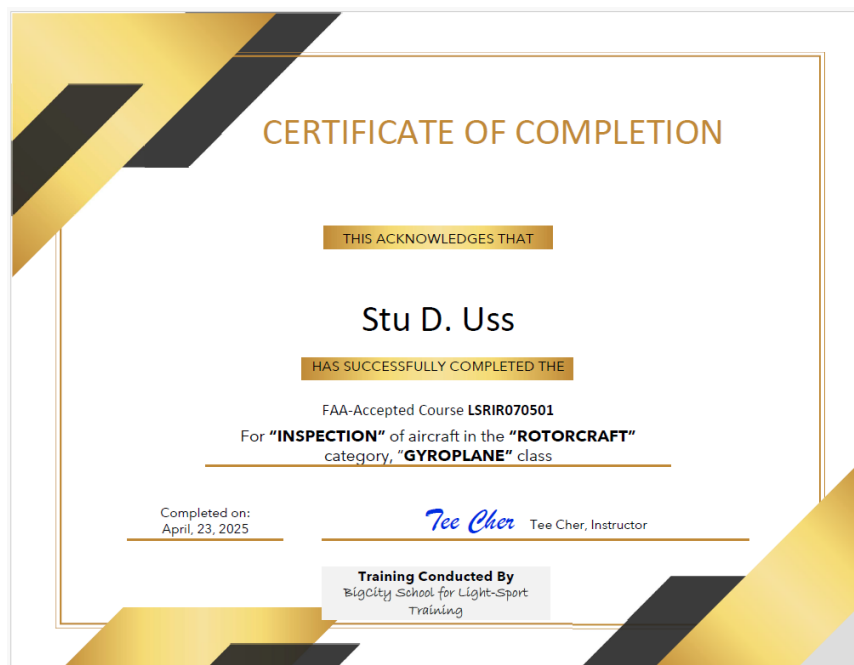 CERTIFICATE OF COMPLETION
THIS ACKNOWLEDGES THAT
Stu D. Uss
HAS SUCCESSFULLY COMPLETED THE
FAA-Accepted Course LSRIR070501
For “INSPECTION” of aircraft in the “ROTORCRAFT”
category, “GYROPLANE” class
Completed on:
April, 23, 2025
Tee Cher Tee Cher, Instructor
Training Conducted By
BigCity School for Light-Sport
Training